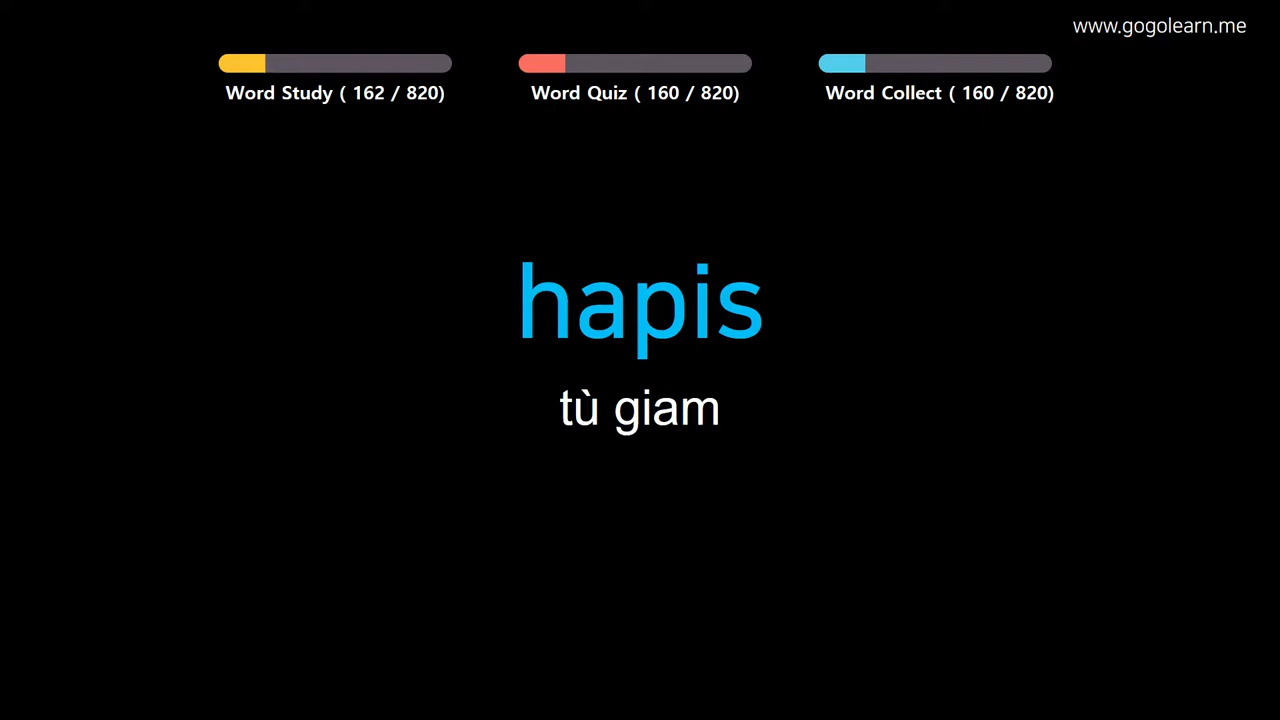 www.gogolearn.me
Word Study ( 162 / 820)
Word Quiz ( 160 / 820)
Word Collect ( 160 / 820)
hapis
tù giam